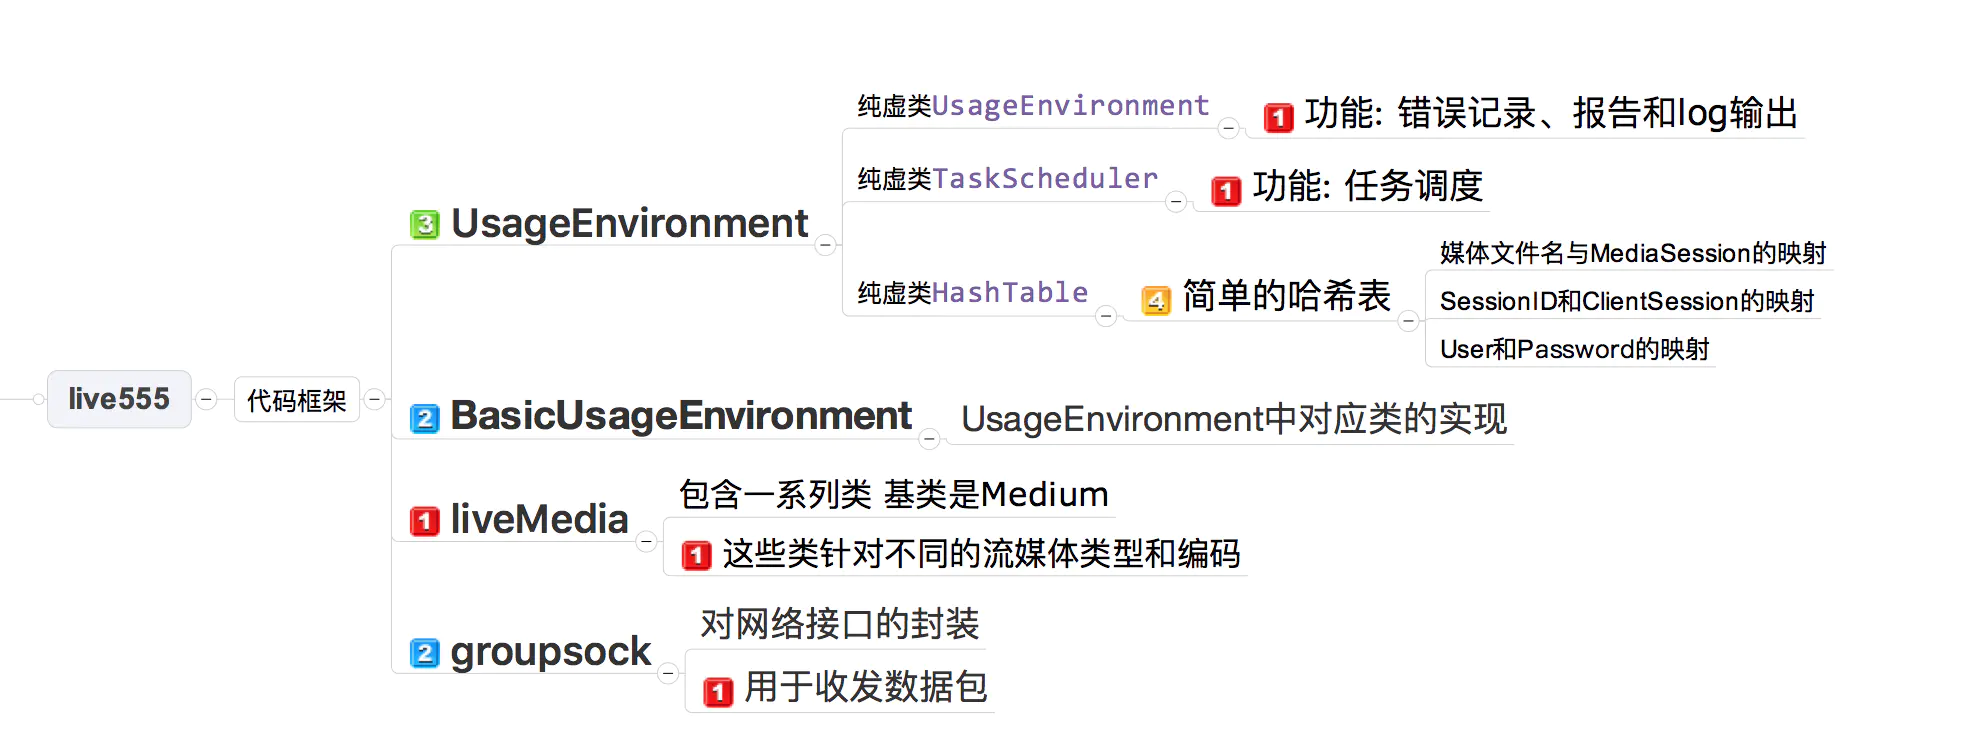 live555
代码框架
3 UsageEnvironment
纯虚类UsageEnvironment
1 功能: 错误记录、报告和log输出
纯虚类TaskScheduler
1 功能: 任务调度
纯虚类HashTable
4 简单的哈希表
媒体文件名与MediaSession的映射
SessionID和ClientSession的映射
User和Password的映射
2 BasicUsageEnvironment
UsageEnvironment中对应类的实现
1 liveMedia
包含一系列类 基类是Medium
1 这些类针对不同的流媒体类型和编码
2 groupsock
对网络接口的封装
1 用于收发数据包